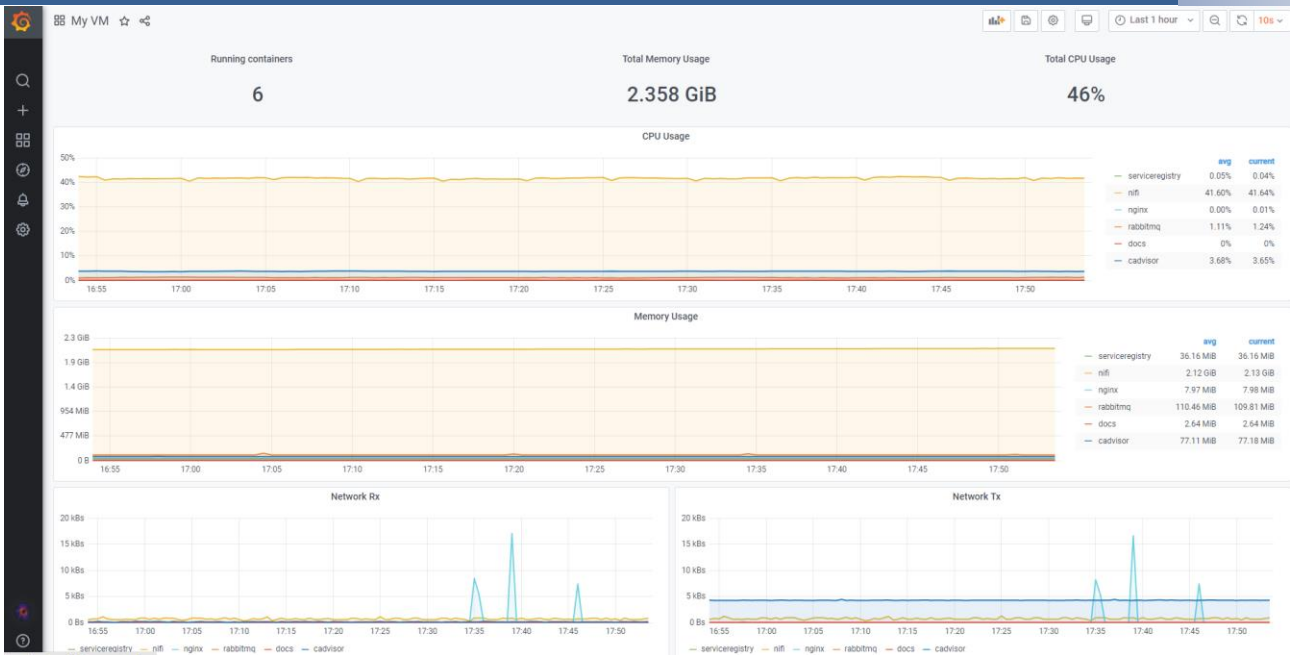 My VM
Last 1 hour
10s
Running containers
6
Total Memory Usage
2.358 GiB
Total CPU Usage
46%
CPU Usage
50%
40%
30%
20%
10%
0%
16:55 17:00 17:05 17:10 17:15 17:20 17:25 17:30 17:35 17:40 17:45 17:50
avg current
serviceregistry 0.05% 0.04%
nifi 41.60% 41.64%
nginx 0.00% 0.01%
rabbitmq 1.11% 1.24%
docs 0% 0%
cadvisor 3.68% 3.65%
Memory Usage
2.3 GiB
1.9 GiB
1.4 GiB
954 MiB
477 MiB
0 B
16:55 17:00 17:05 17:10 17:15 17:20 17:25 17:30 17:35 17:40 17:45 17:50
avg current
serviceregistry 36.16 MiB 36.16 MiB
nifi 2.12 GiB 2.13 GiB
nginx 7.97 MiB 7.98 MiB
rabbitmq 110.46 MiB 109.81 MiB
docs 2.64 MiB 2.64 MiB
cadvisor 77.11 MiB 77.18 MiB
Network Rx
20 kBs
15 kBs
10 kBs
5 kBs
0 Bs
16:55 17:00 17:05 17:10 17:15 17:20 17:25 17:30 17:35 17:40 17:45 17:50
serviceregistry nifi nginx rabbitmq docs cadvisor
Network Tx
20 kBs
15 kBs
10 kBs
5 kBs
0 Bs
16:55 17:00 17:05 17:10 17:15 17:20 17:25 17:30 17:35 17:40 17:45 17:50
serviceregistry nifi nginx rabbitmq docs cadvisor